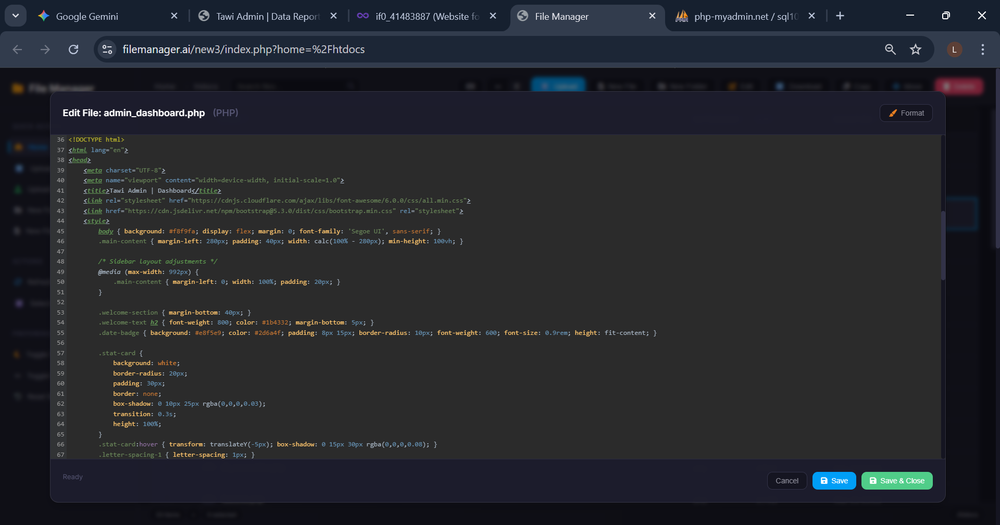 Google Gemini
Tawi Admin | Data Report
if0_41483887 (Website fo
File Manager
php-myadmin.net / sql10
filemanager.ai/new3/index.php?home=%2Fhtdocs
L
File Manager
Edit File: admin_dashboard.php (PHP)
Format
36 <!DOCTYPE html>
37 <html lang="en">
38 <head>
39 <meta charset="UTF-8">
40 <meta name="viewport" content="width=device-width, initial-scale=1.0">
41 <title>Tawi Admin | Dashboard</title>
42 <link rel="stylesheet" href="https://cdnjs.cloudflare.com/ajax/libs/font-awesome/6.0.0/css/all.min.css">
43 <link href="https://cdn.jsdelivr.net/npm/bootstrap@5.3.0/dist/css/bootstrap.min.css" rel="stylesheet">
44 <style>
45 body { background: #f8f9fa; display: flex; margin: 0; font-family: 'Segoe UI', sans-serif; }
46 .main-content { margin-left: 280px; padding: 40px; width: calc(100% - 280px); min-height: 100vh; }
47
48 /* Sidebar layout adjustments */
49 @media (max-width: 992px) {
50 .main-content { margin-left: 0; width: 100%; padding: 20px; }
51 }
52
53 .welcome-section { margin-bottom: 40px; }
54 .welcome-text h2 { font-weight: 800; color: #1b4332; margin-bottom: 5px; }
55 .date-badge { background: #e8f5e9; color: #2d6a4f; padding: 8px 15px; border-radius: 10px; font-weight: 600; font-size: 0.9rem; height: fit-content; }
56
57 .stat-card {
58 background: white;
59 border-radius: 20px;
60 padding: 30px;
61 border: none;
62 box-shadow: 0 10px 25px rgba(0,0,0,0.03);
63 transition: 0.3s;
64 height: 100%;
65 }
66 .stat-card:hover { transform: translateY(-5px); box-shadow: 0 15px 30px rgba(0,0,0,0.08); }
67 .letter-spacing-1 { letter-spacing: 1px; }
Ready
Cancel
Save
Save & Close